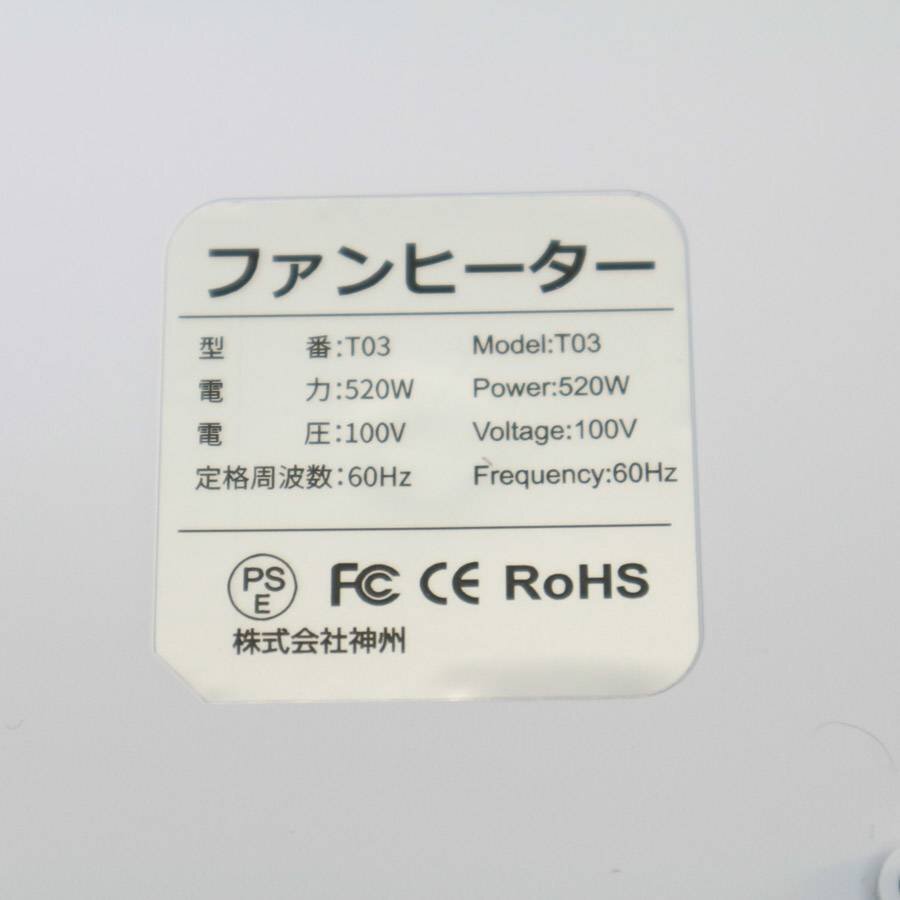 ファンヒーター
型 番:T03 Model:T03
電 力:520W Power:520W
電 圧:100V Voltage:100V
定格周波数:60Hz Frequency:60Hz
PS E FC CE RoHS
株式会社神州